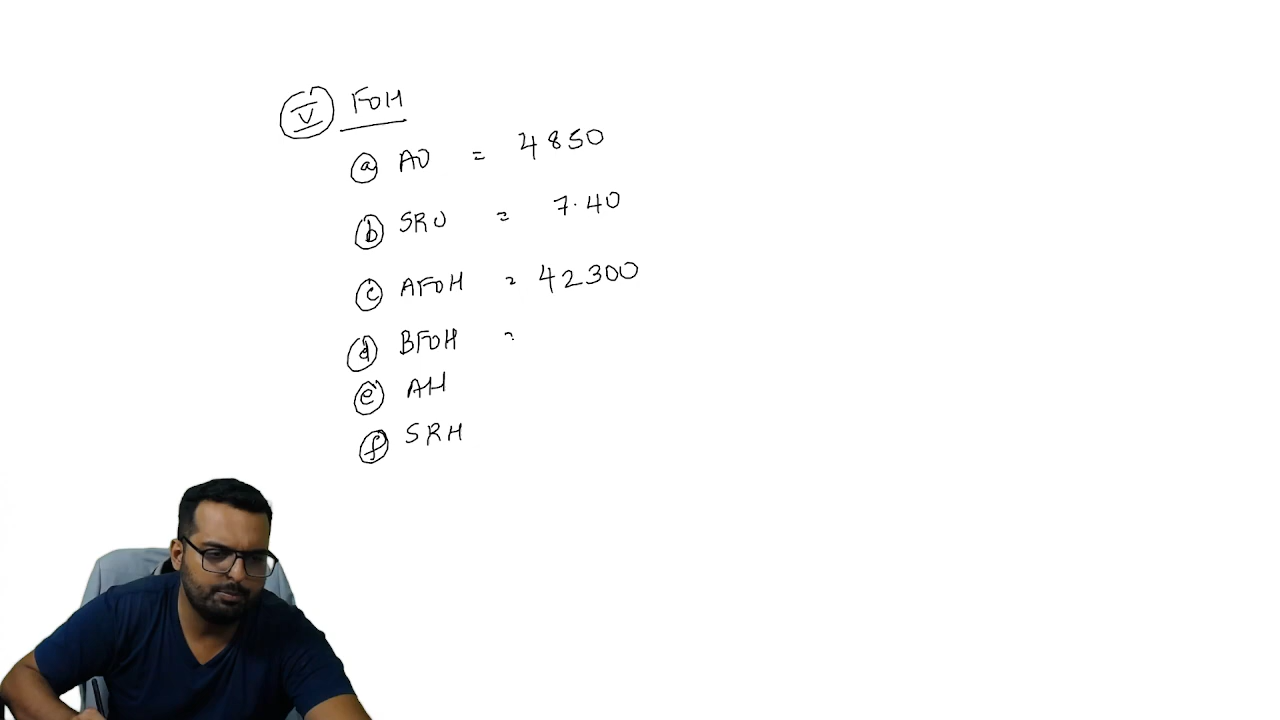 V FOH
a AO = 4850
b SRO = 7.40
c AFOH = 42300
d BFOH =
e AH
f SRH